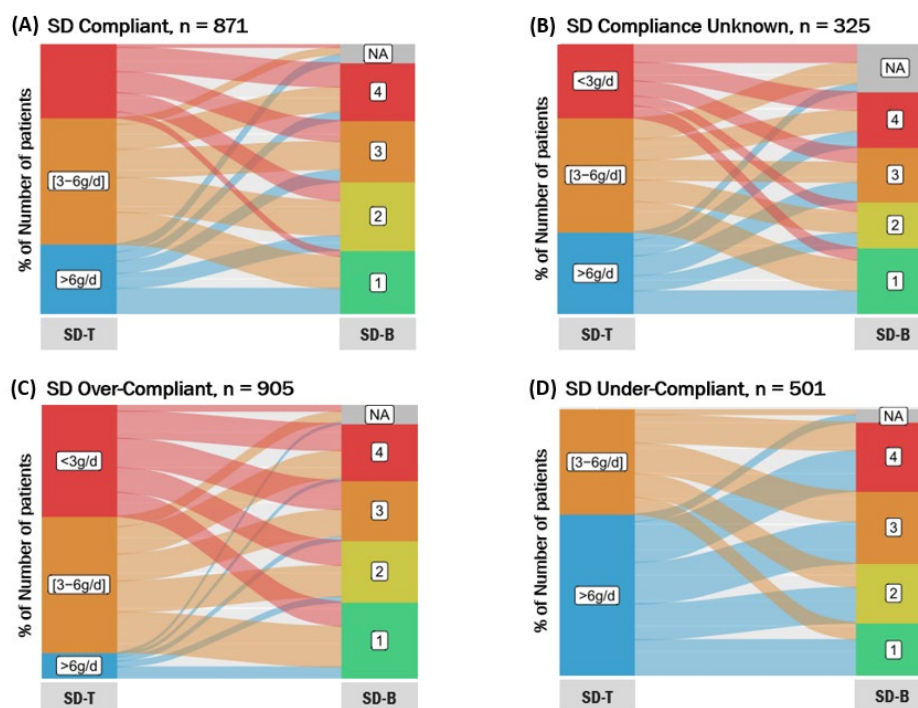 (A) SD Compliant, n = 871
% of Number of patients
[3−6g/d]
>6g/d
NA
4
3
2
1
SD-T
SD-B
(B) SD Compliance Unknown, n = 325
% of Number of patients
<3g/d
[3−6g/d]
>6g/d
NA
4
3
2
1
SD-T
SD-B
(C) SD Over-Compliant, n = 905
% of Number of patients
<3g/d
[3−6g/d]
>6g/d
NA
4
3
2
1
SD-T
SD-B
(D) SD Under-Compliant, n = 501
% of Number of patients
[3−6g/d]
>6g/d
NA
4
3
2
1
SD-T
SD-B